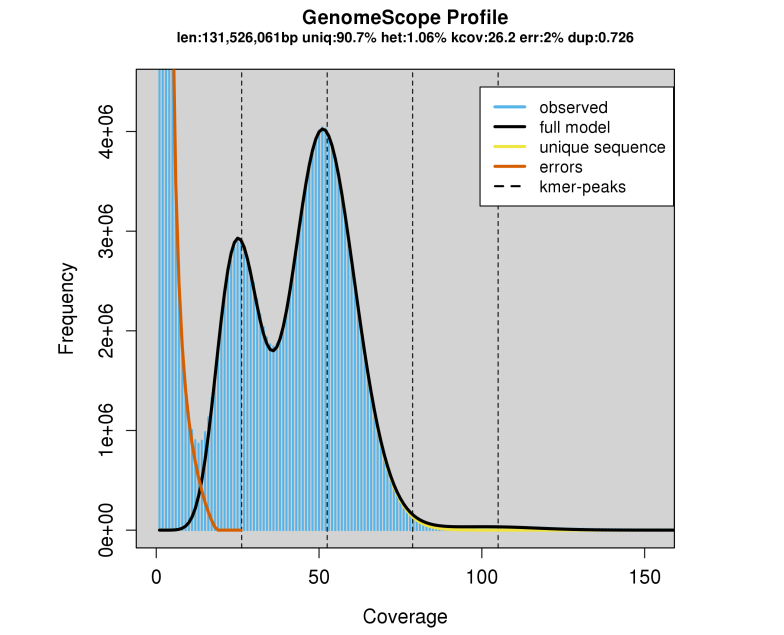 GenomeScope Profile
len:131,526,061bp uniq:90.7% het:1.06% kcov:26.2 err:2% dup:0.726
observed
full model
unique sequence
errors
kmer-peaks
Frequency
4e+06
3e+06
2e+06
1e+06
0e+00
0 50 100 150
Coverage